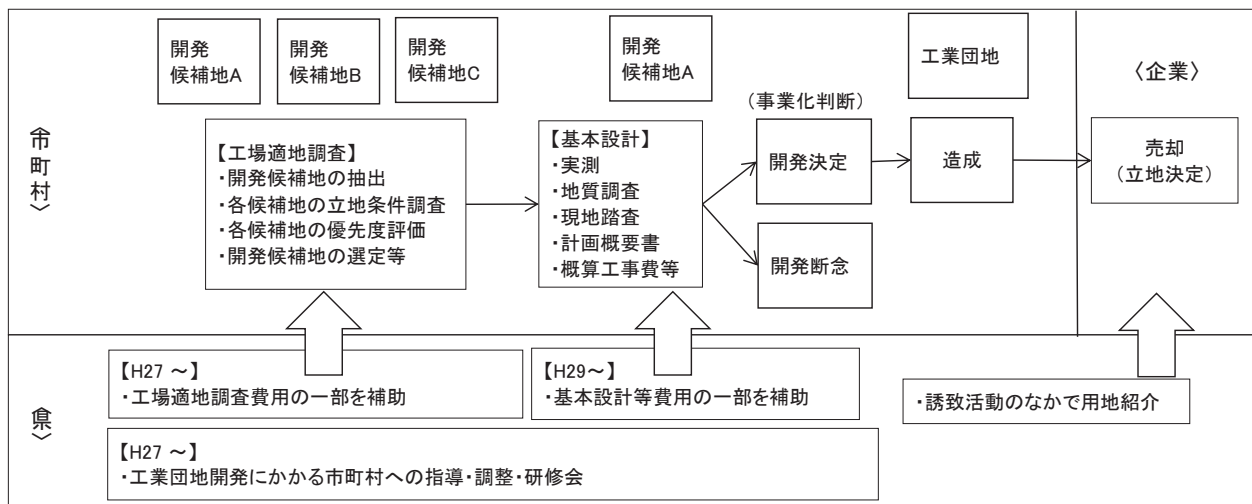 開発
候補地A
開発
候補地B
開発
候補地C
開発
候補地A
工業団地
〈企業〉
〈市町村〉
【工場適地調査】
・開発候補地の抽出
・各候補地の立地条件調査
・各候補地の優先度評価
・開発候補地の選定等
【基本設計】
・実測
・地質調査
・現地踏査
・計画概要書
・概算工事費等
(事業化判断)
開発決定
開発断念
造成
売却
(立地決定)
〈県〉
【H27 ～】
・工場適地調査費用の一部を補助
【H29～】
・基本設計等費用の一部を補助
・誘致活動のなかで用地紹介
【H27 ～】
・工業団地開発にかかる市町村への指導・調整・研修会